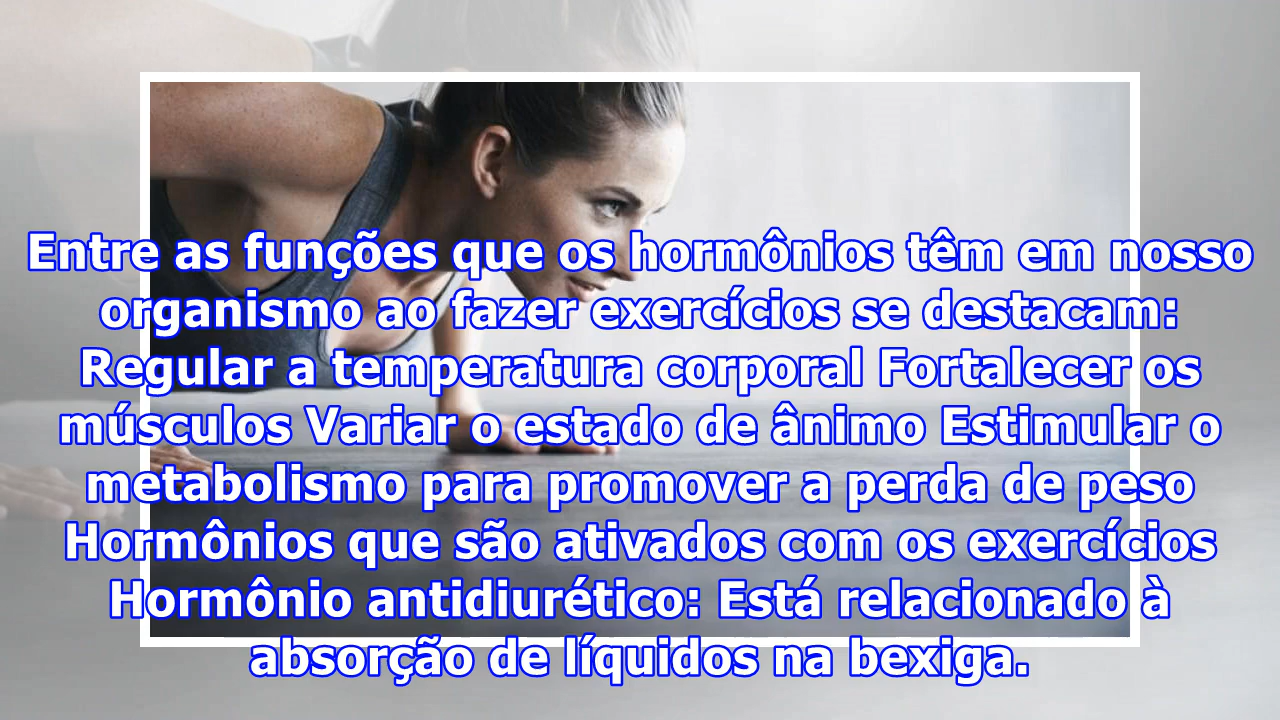 Entre as funções que os hormônios têm em nosso
organismo ao fazer exercícios se destacam:
Regular a temperatura corporal Fortalecer os
músculos Variar o estado de ânimo Estimular o
metabolismo para promover a perda de peso
Hormônios que são ativados com os exercícios
Hormônio antidiurético: Está relacionado à
absorção de líquidos na bexiga.